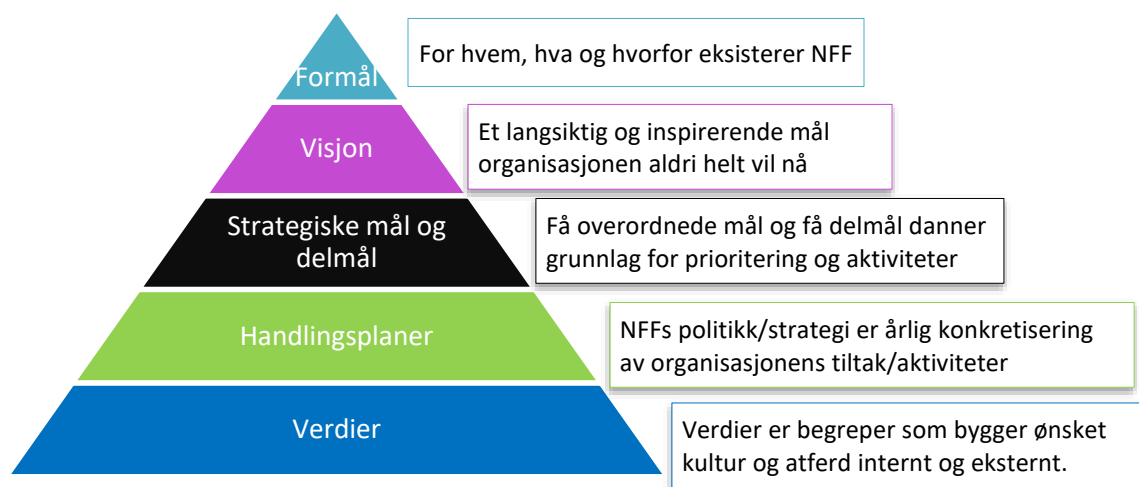 Formål
For hvem, hva og hvorfor eksisterer NFF
Visjon
Et langsiktig og inspirerende mål
organisasjonen aldri helt vil nå
Strategiske mål og
delmål
Få overordnede mål og få delmål danner
grunnlag for prioritering og aktiviteter
Handlingsplaner
NFFs politikk/strategi er årlig konkretisering
av organisasjonens tiltak/aktiviteter
Verdier
Verdier er begreper som bygger ønsket
kultur og atferd internt og eksternt.